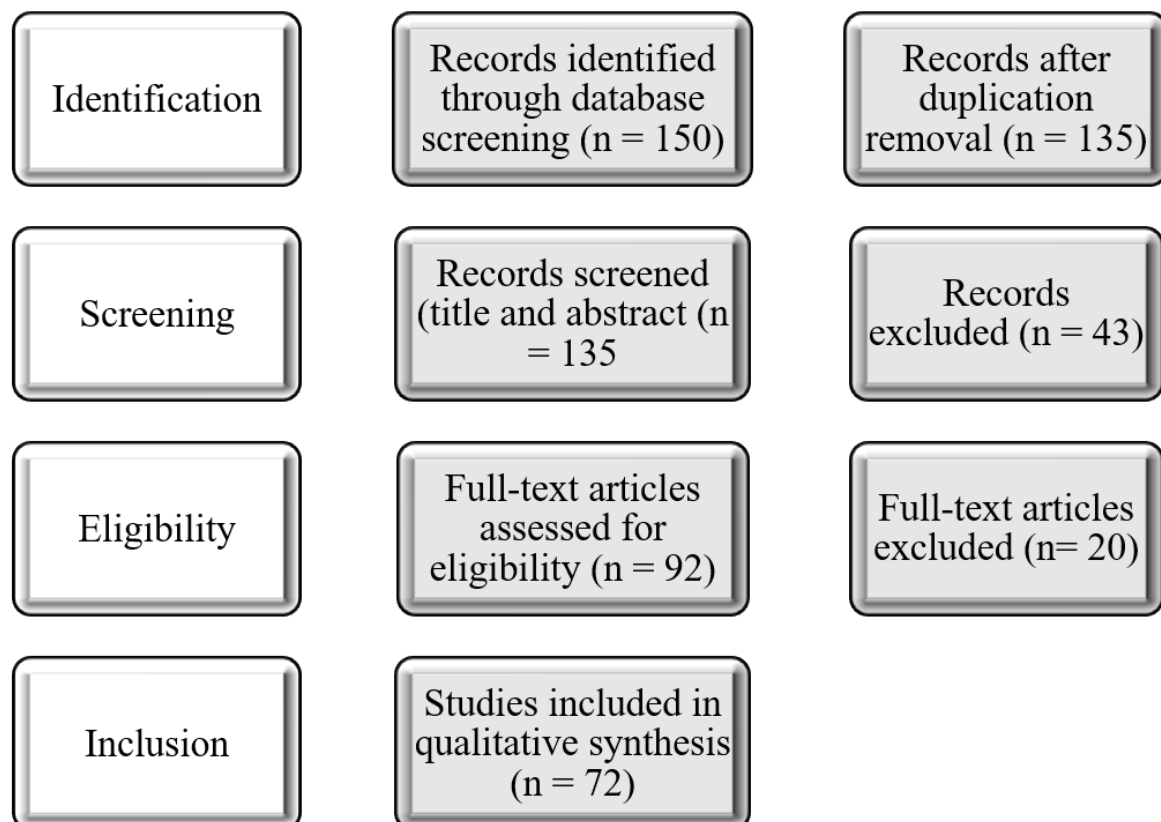 Identification
Records identified
through database
screening (n = 150)
Records after
duplication
removal (n = 135)
Screening
Records screened
(title and abstract (n
= 135
Records
excluded (n = 43)
Eligibility
Full-text articles
assessed for
eligibility (n = 92)
Full-text articles
excluded (n= 20)
Inclusion
Studies included in
qualitative synthesis
(n = 72)